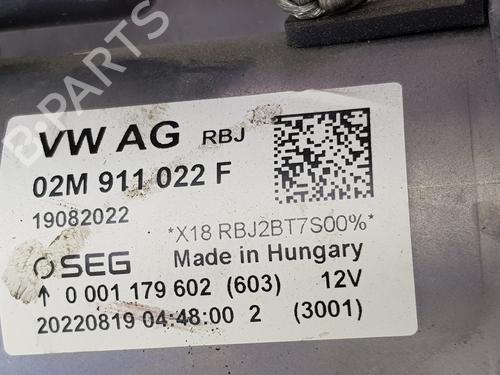 VW AG RBJ
02M 911 022 F
19082022
*X18 RBJ2BT7S00%*
SEG Made in Hungary
↑ 0 001 179 602 (603) 12V
20220819 04:48:00 2 (3001)
B-PARTS